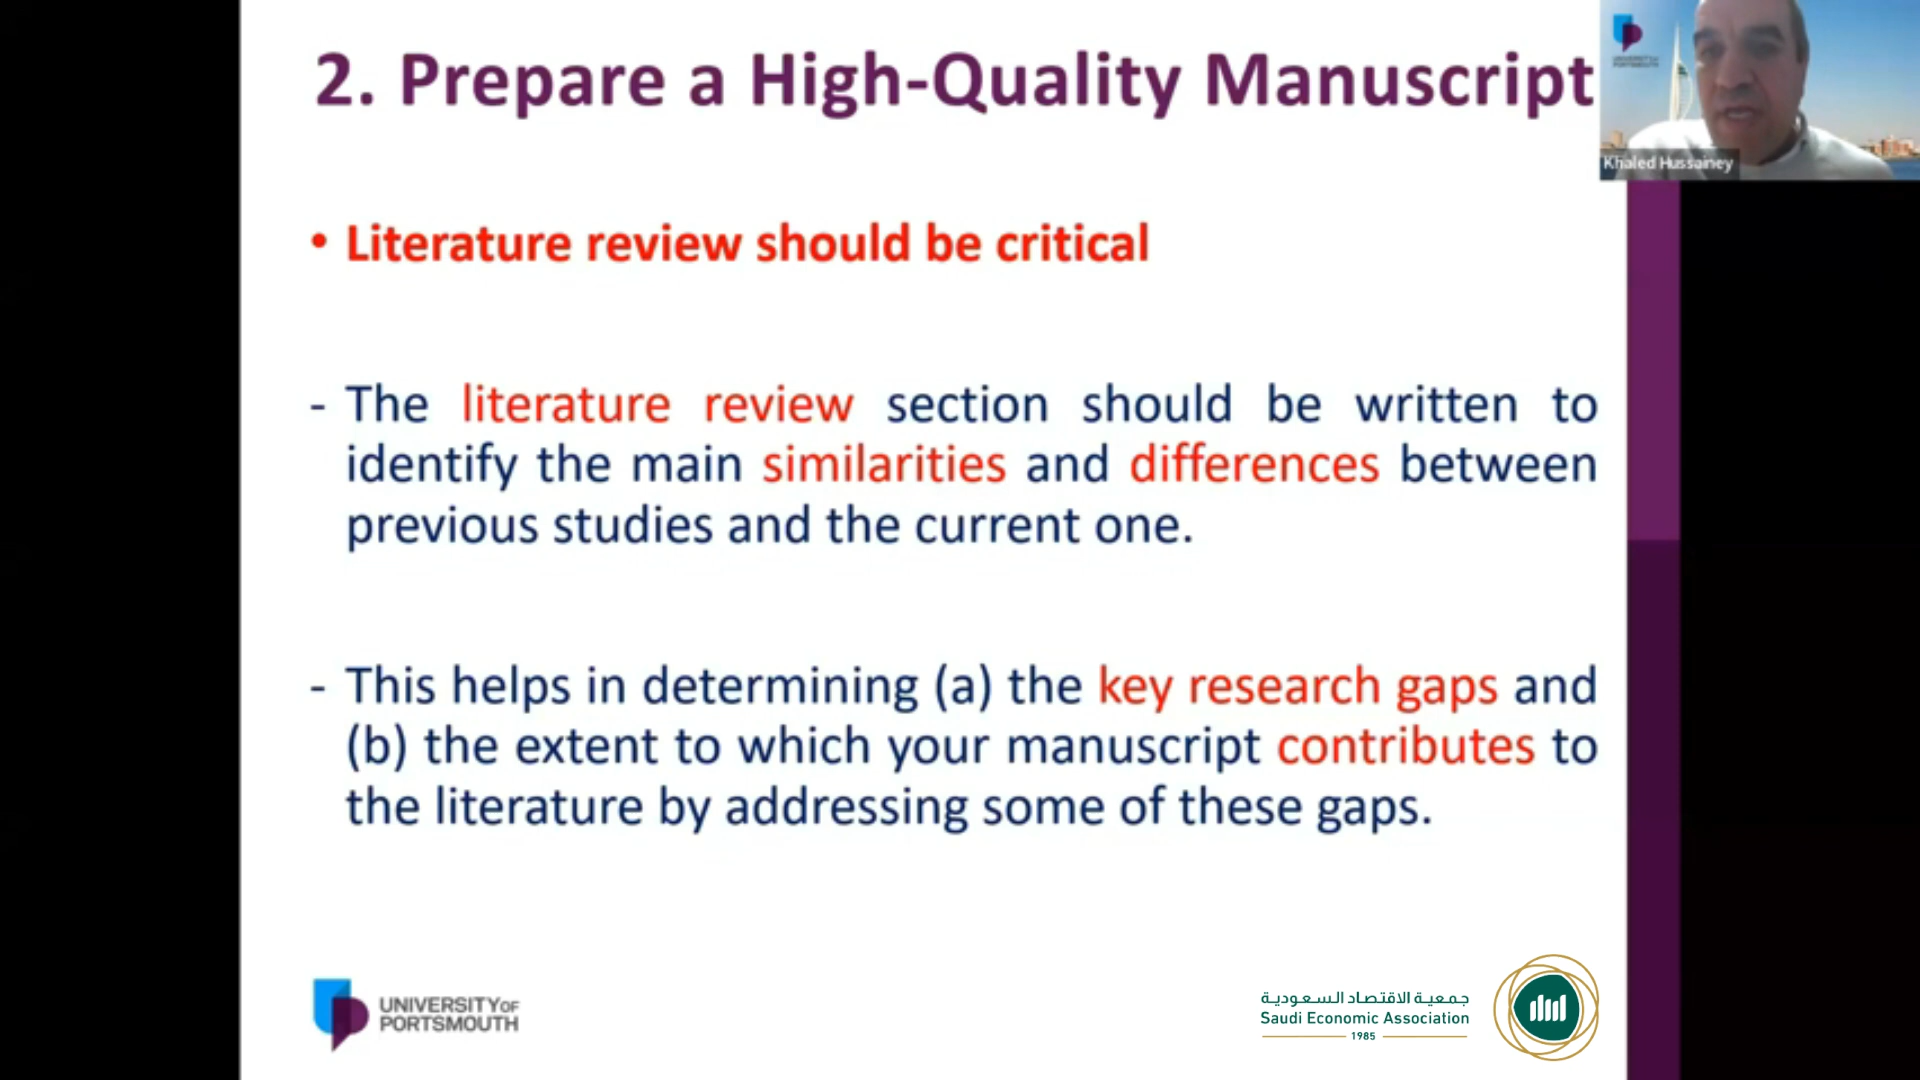 2. Prepare a High-Quality Manuscript
Khaled Hussainey
• Literature review should be critical
- The literature review section should be written to
identify the main similarities and differences between
previous studies and the current one.
- This helps in determining (a) the key research gaps and
(b) the extent to which your manuscript contributes to
the literature by addressing some of these gaps.
UNIVERSITY OF
PORTSMOUTH
جمعية الاقتصاد السعودية
Saudi Economic Association
1985
UNIVERSITY OF
PORTSMOUTH